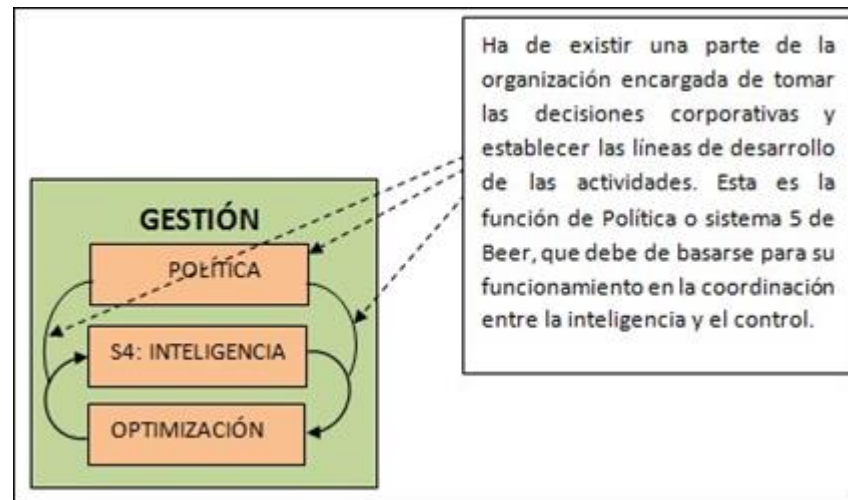 GESTIÓN
POLÍTICA
S4: INTELIGENCIA
OPTIMIZACIÓN
Ha de existir una parte de la
organización encargada de tomar
las decisiones corporativas y
establecer las líneas de desarrollo
de las actividades. Esta es la
función de Política o sistema 5 de
Beer, que debe de basarse para su
funcionamiento en la coordinación
entre la inteligencia y el control.